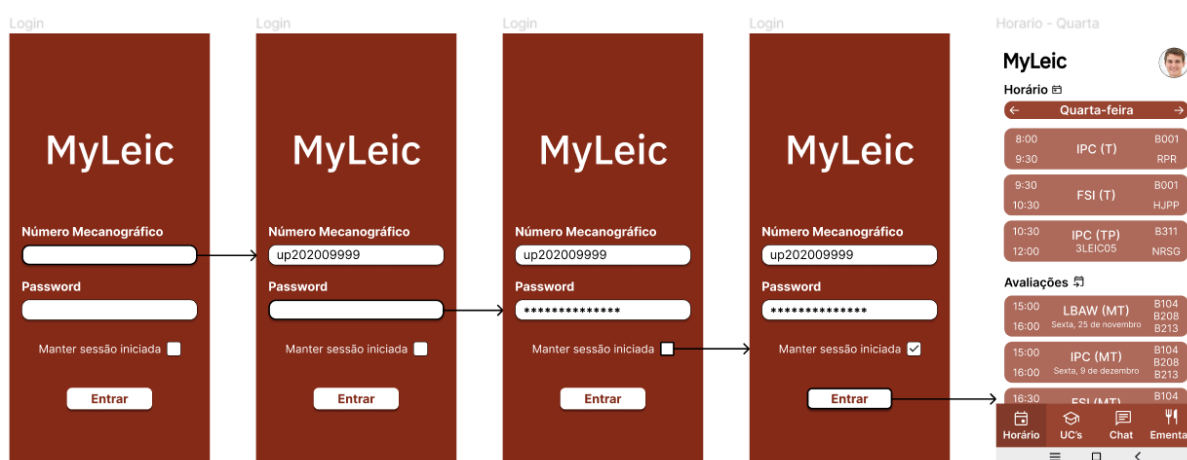 Login
MyLeic
Número Mecanográfico
Password
Manter sessão iniciada
Entrar
Login
MyLeic
Número Mecanográfico
up202009999
Password
Manter sessão iniciada
Entrar
Login
MyLeic
Número Mecanográfico
up202009999
Password
**************
Manter sessão iniciada
Entrar
Login
MyLeic
Número Mecanográfico
up202009999
Password
**************
Manter sessão iniciada
Entrar
Horario - Quarta
MyLeic
Horário
← Quarta-feira →
8:00 IPC (T) B001
9:30 RPR
9:30 FSI (T) B001
10:30 HJPP
10:30 IPC (TP) B311
12:00 3LEIC05 NRSG
Avaliações
15:00 LBAW (MT) B104
B208
16:00 Sexta, 25 de novembro B213
15:00 IPC (MT) B104
B208
16:00 Sexta, 9 de dezembro B213
16:30 FSI (MT) B104
Horário UC's Chat Ementa